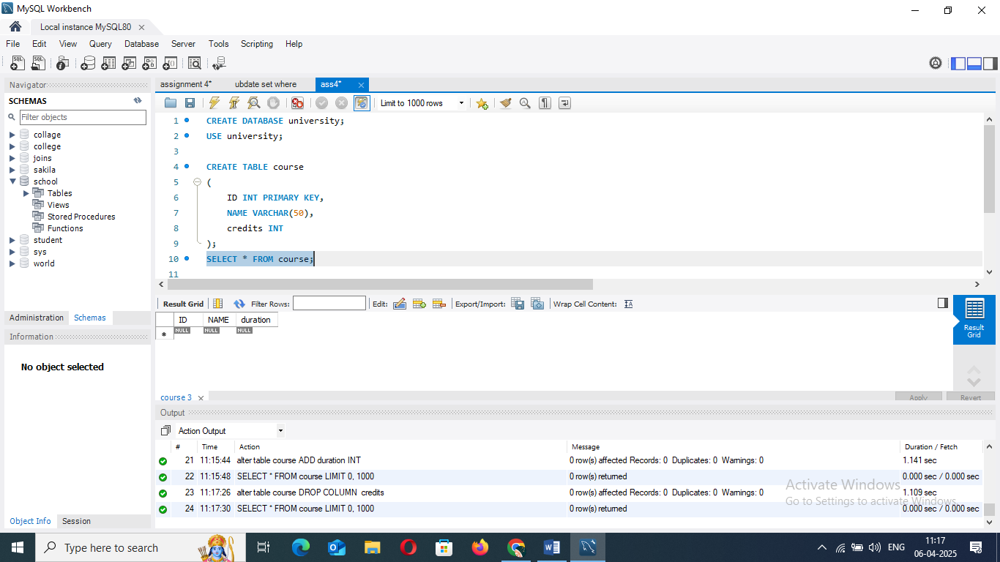 MySQL Workbench
Local instance MySQL80
File Edit View Query Database Server Tools Scripting Help
Navigator
SCHEMAS
Filter objects
collage
college
joins
sakila
school
Tables
Views
Stored Procedures
Functions
student
sys
world
Administration Schemas
Information
No object selected
Object Info Session
assignment 4* ubdate set where ass4*
Limit to 1000 rows
1 CREATE DATABASE university;
2 USE university;
3
4 CREATE TABLE course
5 (
6 ID INT PRIMARY KEY,
7 NAME VARCHAR(50),
8 credits INT
9 );
10 SELECT * FROM course;
11
Result Grid Filter Rows: Edit: Export/Import: Wrap Cell Content:
ID NAME duration
* NULL NULL NULL
Result Grid
course 3 Apply Revert
Output
Action Output
# Time Action Message Duration / Fetch
21 11:15:44 alter table course ADD duration INT 0 row(s) affected Records: 0 Duplicates: 0 Warnings: 0 1.141 sec
22 11:15:48 SELECT * FROM course LIMIT 0, 1000 0 row(s) returned 0.000 sec / 0.000 sec
23 11:17:26 alter table course DROP COLUMN credits 0 row(s) affected Records: 0 Duplicates: 0 Warnings: 0 1.109 sec
24 11:17:30 SELECT * FROM course LIMIT 0, 1000 0 row(s) returned 0.000 sec / 0.000 sec
Activate Windows
Go to Settings to activate Windows.
Type here to search
ENG
11:17
06-04-2025